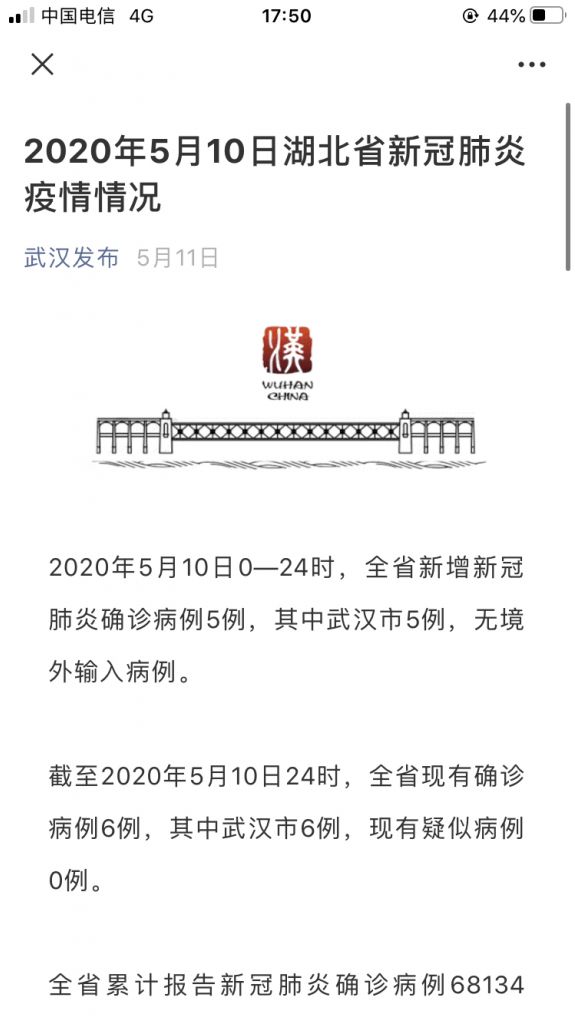 中国电信 4G 17:50 44%
2020年5月10日湖北省新冠肺炎
疫情情况
武汉发布 5月11日
漢
WUHAN
CHINA
2020年5月10日0—24时，全省新增新冠
肺炎确诊病例5例，其中武汉市5例，无境
外输入病例。
截至2020年5月10日24时，全省现有确诊
病例6例，其中武汉市6例，现有疑似病例
0例。
全省累计报告新冠肺炎确诊病例68134